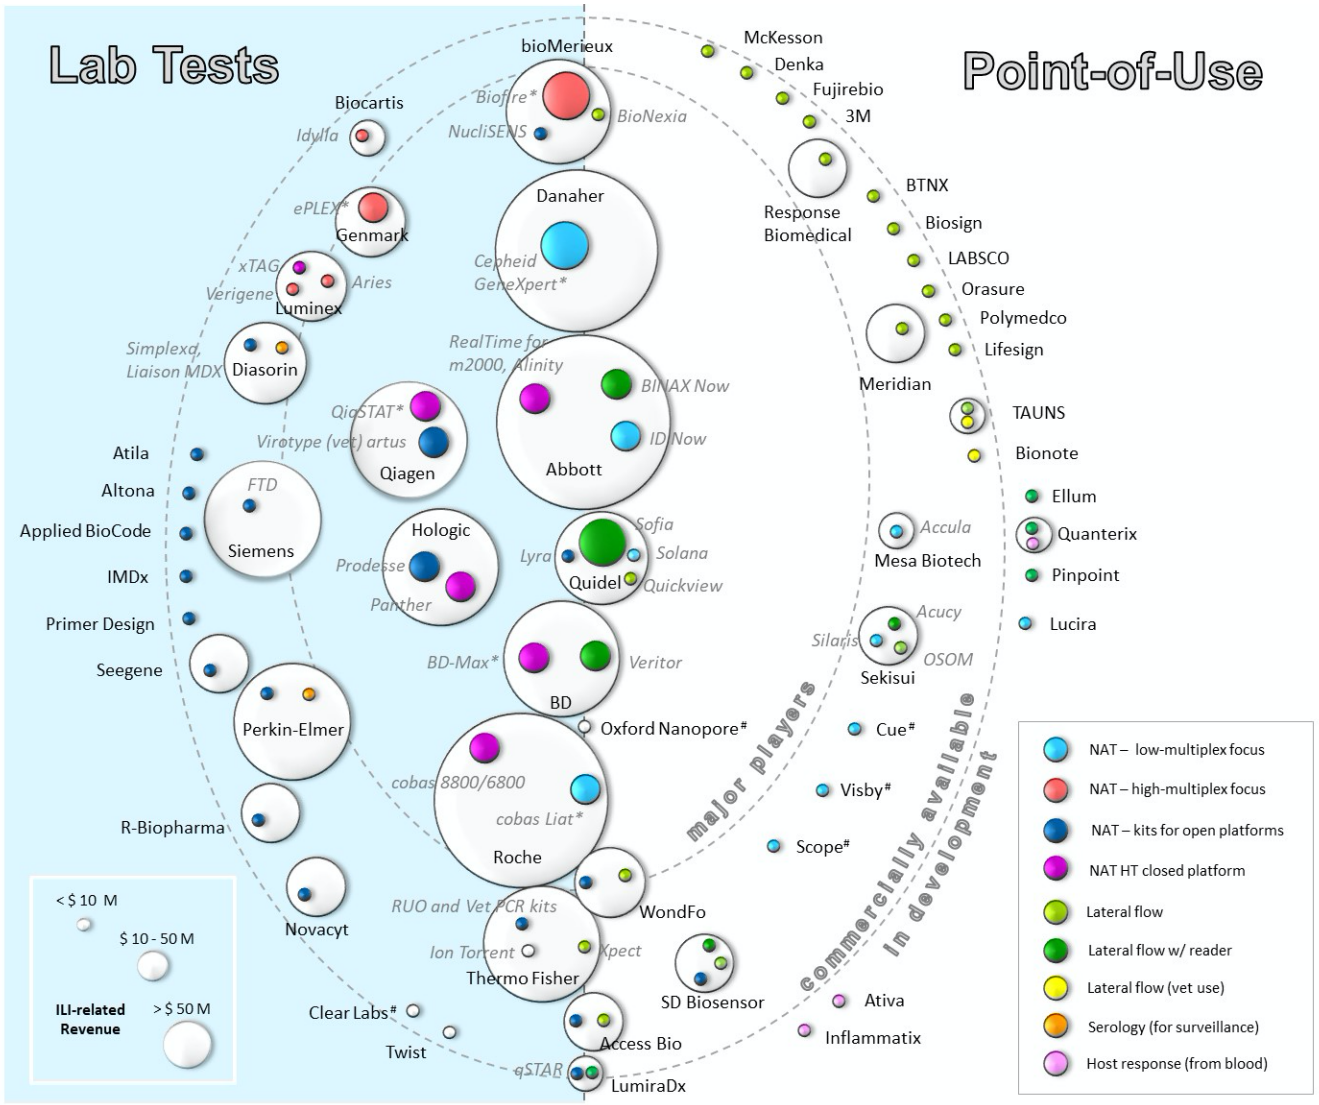 Lab Tests
Point-of-Use
bioMerieux
Biofire*
BioNexia
NucliSENS
Biocartis
Idylla
ePLEX*
Genmark
xTAG
Aries
Verigene
Luminex
Simplexa,
Liaison MDX
Diasorin
Danaher
Cepheid
GeneXpert*
RealTime for
m2000, Alinity
BINAX Now
ID Now
Abbott
QiaSTAT*
Virotype (vet) artus
Qiagen
Atila
Altona
Applied BioCode
IMDx
Primer Design
Seegene
FTD
Siemens
Hologic
Prodesse
Panther
Sofia
Lyra
Solana
Quidel
Quickview
BD-Max*
Veritor
BD
Perkin-Elmer
Oxford Nanopore#
cobas 8800/6800
cobas Liat*
Roche
R-Biopharma
Novacyt
WondFo
RUO and Vet PCR kits
Ion Torrent
Xpect
Thermo Fisher
SD Biosensor
Clear Labs#
Twist
Access Bio
qSTAR
LumiraDx
McKesson
Denka
Fujirebio
3M
Response
Biomedical
BTNX
Biosign
LABSCO
Orasure
Polymedco
Lifesign
Meridian
TAUNS
Bionote
Ellum
Quanterix
Pinpoint
Lucira
Accula
Mesa Biotech
Acucy
Silaris
OSOM
Sekisui
Cue#
Visby#
Scope#
major players
commercially available
in development
Ativa
Inflammatix
< $ 10 M
$ 10 - 50 M
> $ 50 M
ILI-related
Revenue
NAT – low-multiplex focus
NAT – high-multiplex focus
NAT – kits for open platforms
NAT HT closed platform
Lateral flow
Lateral flow w/ reader
Lateral flow (vet use)
Serology (for surveillance)
Host response (from blood)